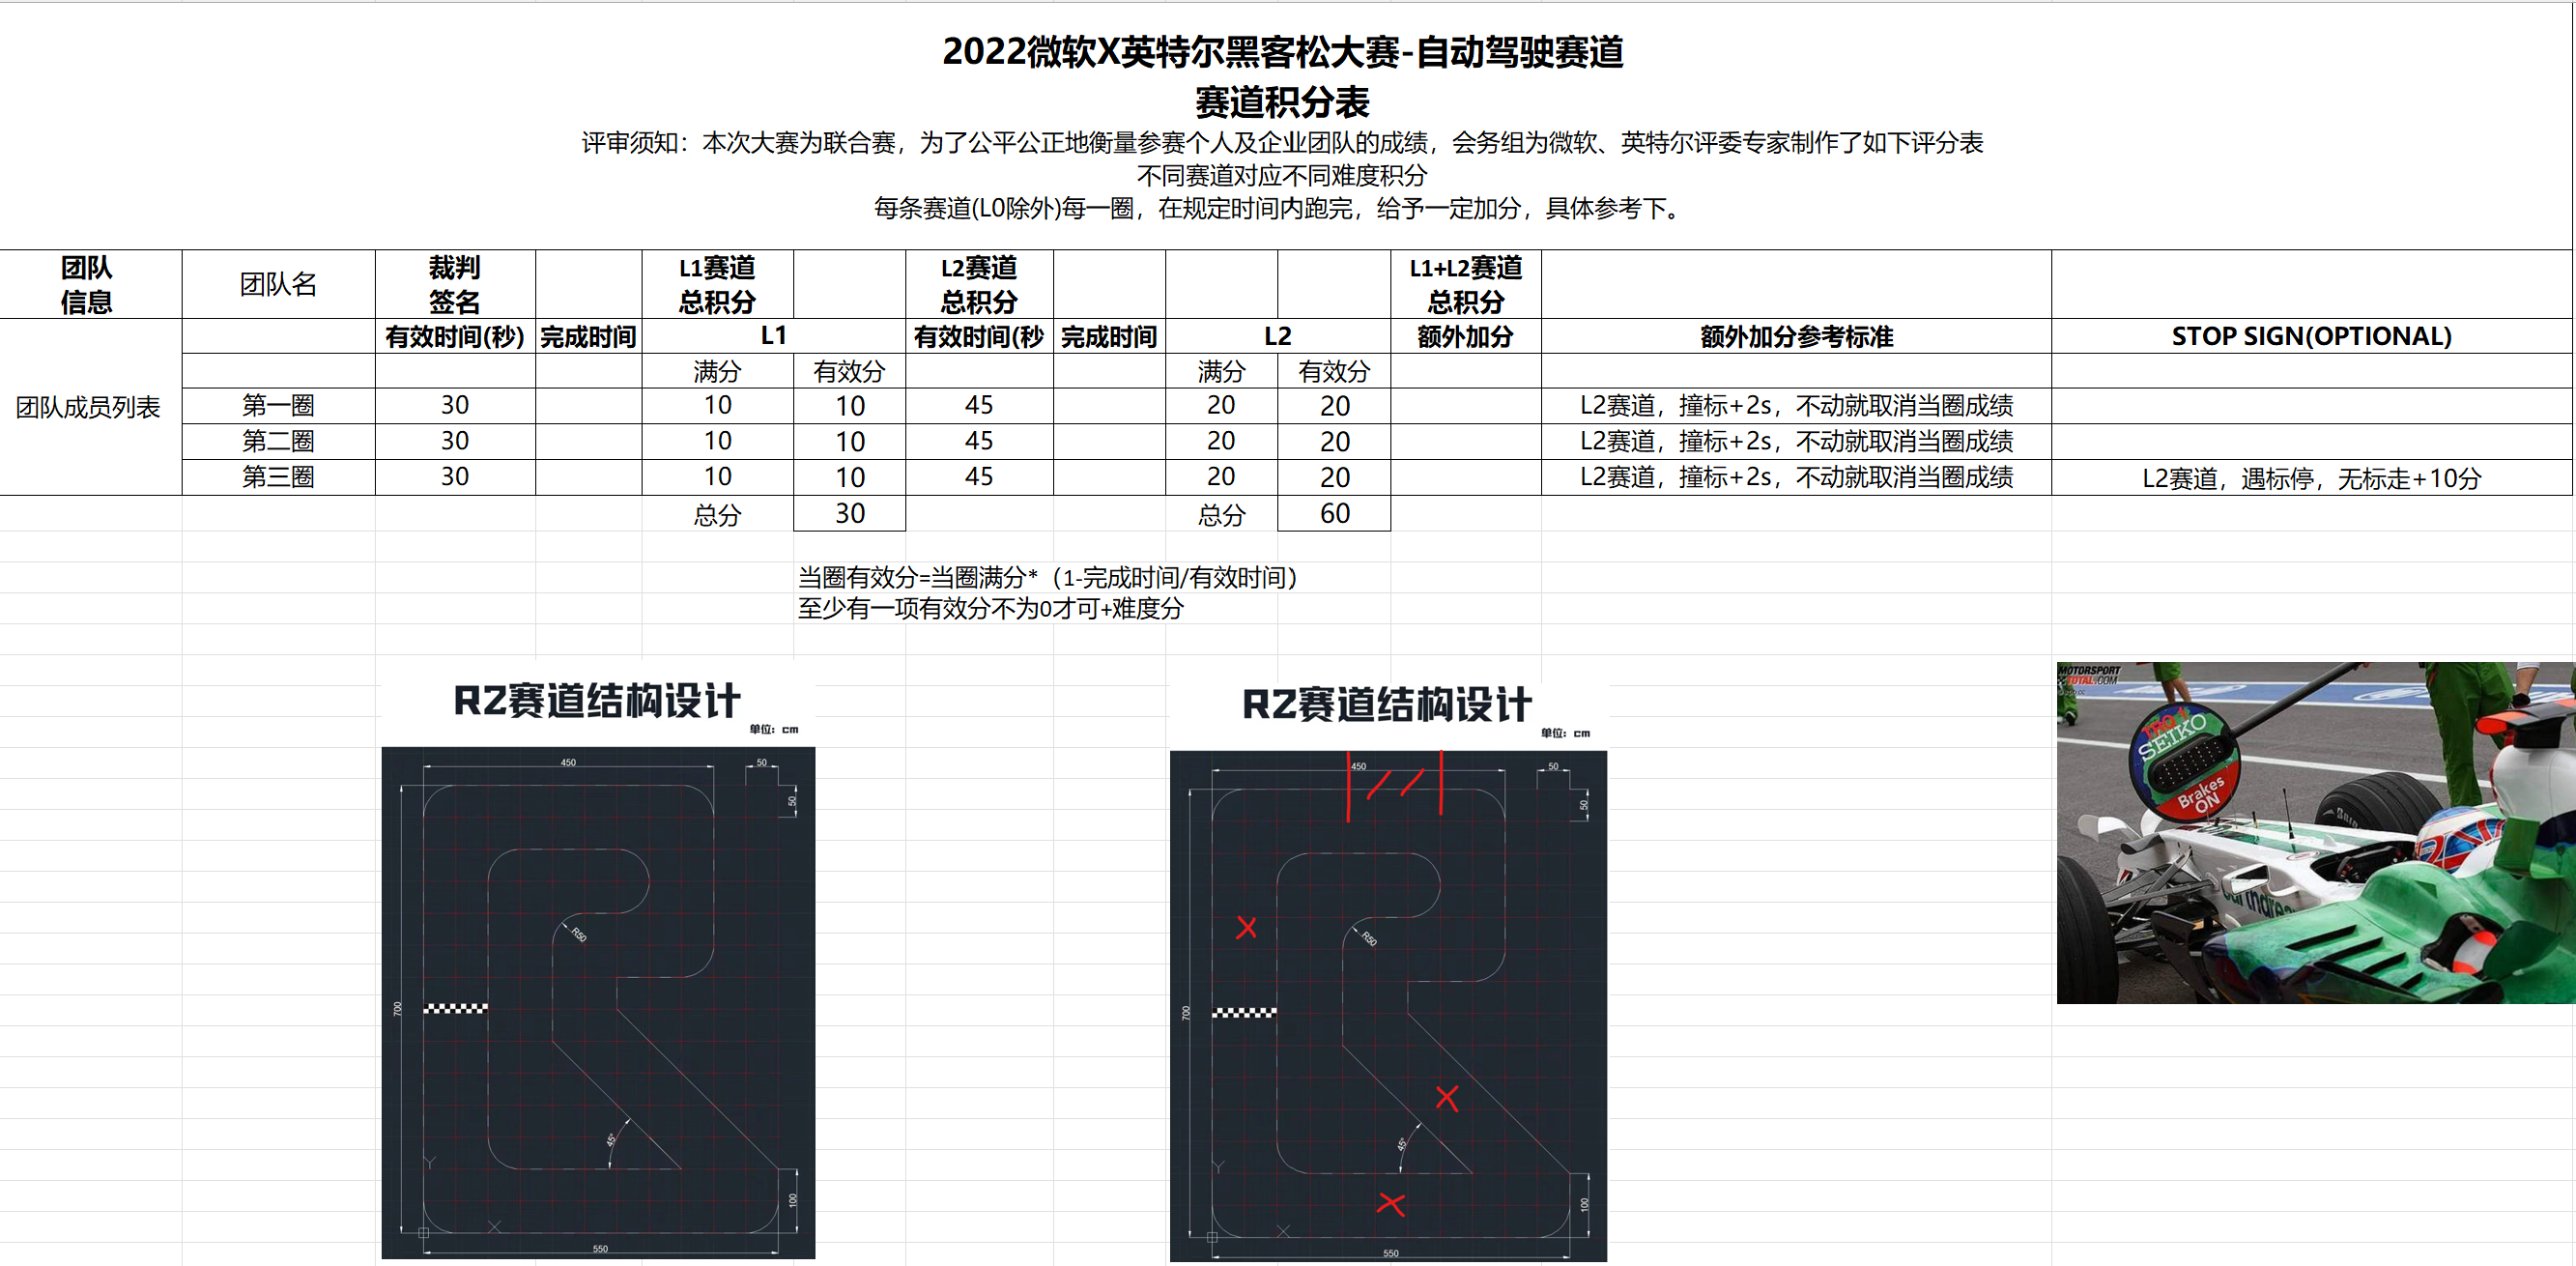 2022微软X英特尔黑客松大赛-自动驾驶赛道
赛道积分表
评审须知：本次大赛为联合赛，为了公平公正地衡量参赛个人及企业团队的成绩，会务组为微软、英特尔评委专家制作了如下评分表
不同赛道对应不同难度积分
每条赛道(L0除外)每一圈，在规定时间内跑完，给予一定加分，具体参考下。
团队信息 团队名 裁判签名 L1赛道总积分 L2赛道总积分 L1+L2赛道总积分
有效时间(秒) 完成时间 L1 有效时间(秒 完成时间 L2 额外加分 额外加分参考标准 STOP SIGN(OPTIONAL)
满分 有效分 满分 有效分
团队成员列表
第一圈 30 10 10 45 20 20 L2赛道，撞标+2s，不动就取消当圈成绩
第二圈 30 10 10 45 20 20 L2赛道，撞标+2s，不动就取消当圈成绩
第三圈 30 10 10 45 20 20 L2赛道，撞标+2s，不动就取消当圈成绩 L2赛道，遇标停，无标走+10分
总分 30 总分 60
当圈有效分=当圈满分*（1-完成时间/有效时间）
至少有一项有效分不为0才可+难度分
RZ赛道结构设计
单位：cm
450
50
50
R50
700
45°
100
550
RZ赛道结构设计
单位：cm
450
50
50
R50
700
45°
100
550
MOTORSPORT
TOTAL.COM
SEIKO
Brakes
ON